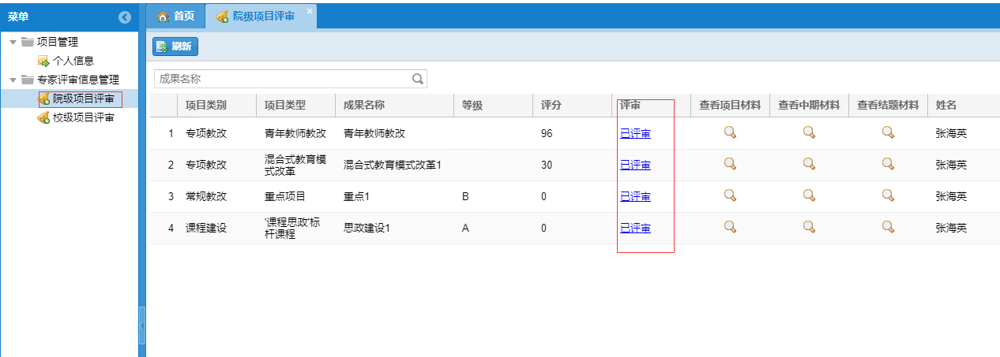 菜单
首页
院级项目评审
项目管理
个人信息
专家评审信息管理
院级项目评审
校级项目评审
刷新
成果名称
项目类别 项目类型 成果名称 等级 评分 评审 查看项目材料 查看中期材料 查看结题材料 姓名
1 专项教改 青年教师教改 青年教师教改 96 已评审 张海英
2 专项教改 混合式教育模 混合式教育模式改革1 30 已评审 张海英
式改革
3 常规教改 重点项目 重点1 B 0 已评审 张海英
4 课程建设 '课程思政'标 思政建设1 A 0 已评审 张海英
杆课程